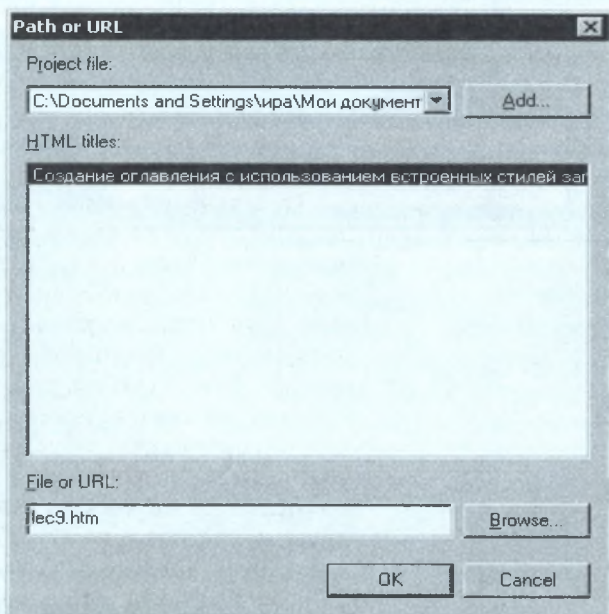 Path or URL
Project file:
C:\Documents and Settings\ира\Мои документ
Add...
HTML titles:
Создание оглавления с использованием встроенных стилей заг
File or URL:
lec9.htm
Browse...
OK
Cancel